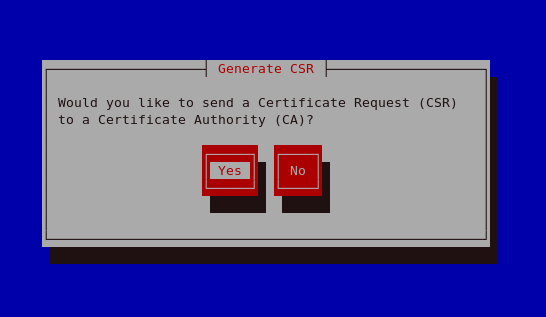 Generate CSR
Would you like to send a Certificate Request (CSR)
to a Certificate Authority (CA)?
Yes No